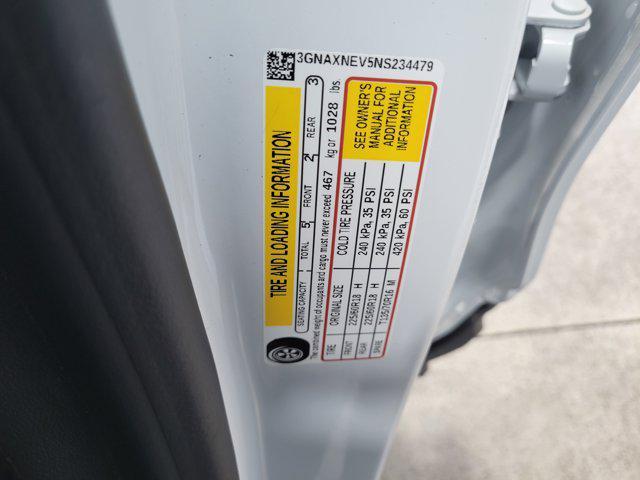 3GNAXNEV5NS234479
TIRE AND LOADING INFORMATION
SEATING CAPACITY TOTAL 5 FRONT 2 REAR 3
The combined weight of occupants and cargo must never exceed 467 kg or 1028 lbs.
TIRE ORIGINAL SIZE COLD TIRE PRESSURE
FRONT 225/60R18 H 240 kPa, 35 PSI
REAR 225/60R18 H 240 kPa, 35 PSI
SPARE T135/70R16 M 420 kPa, 60 PSI
SEE OWNER'S
MANUAL FOR
ADDITIONAL
INFORMATION